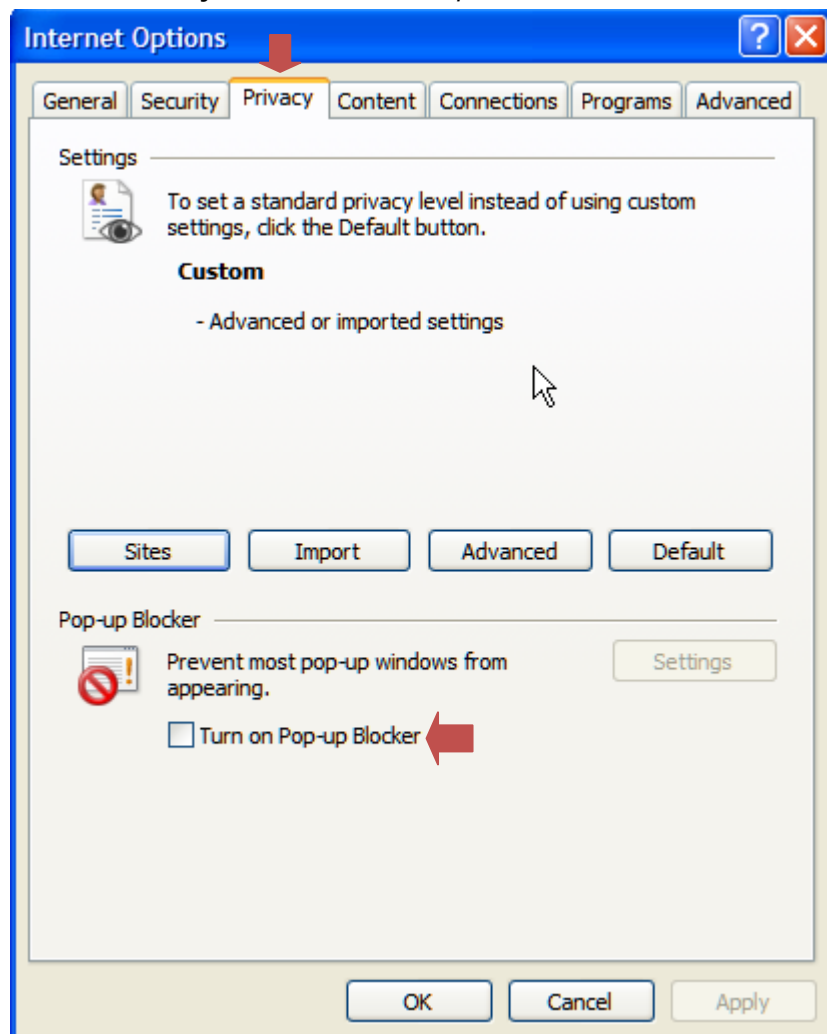 Internet Options
General Security Privacy Content Connections Programs Advanced
Settings
To set a standard privacy level instead of using custom
settings, click the Default button.
Custom
- Advanced or imported settings
Sites Import Advanced Default
Pop-up Blocker
Prevent most pop-up windows from
appearing.
Settings
Turn on Pop-up Blocker
OK Cancel Apply